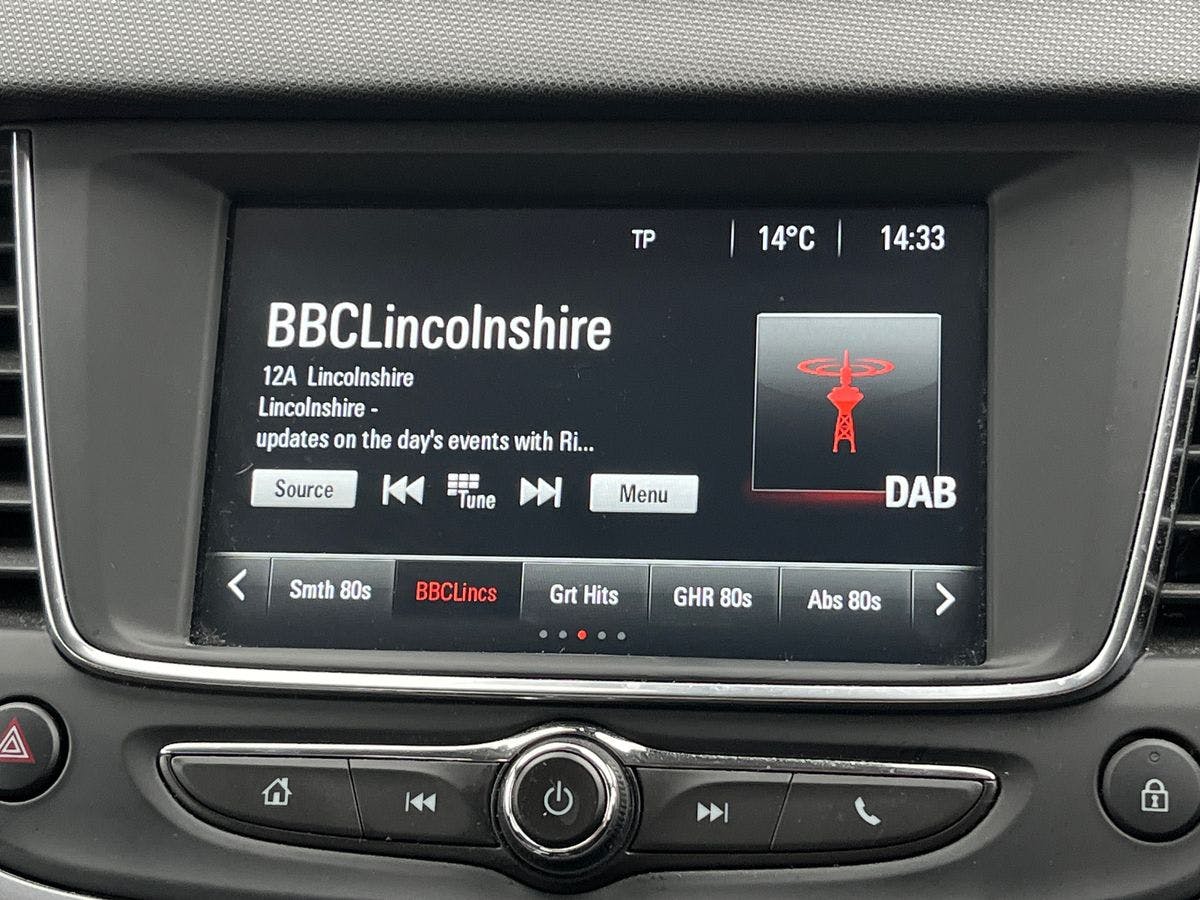 TP 14°C 14:33
BBCLincolnshire
12A Lincolnshire
Lincolnshire -
updates on the day's events with Ri...
Source Tune Menu
DAB
Smth 80s BBCLincs Grt Hits GHR 80s Abs 80s